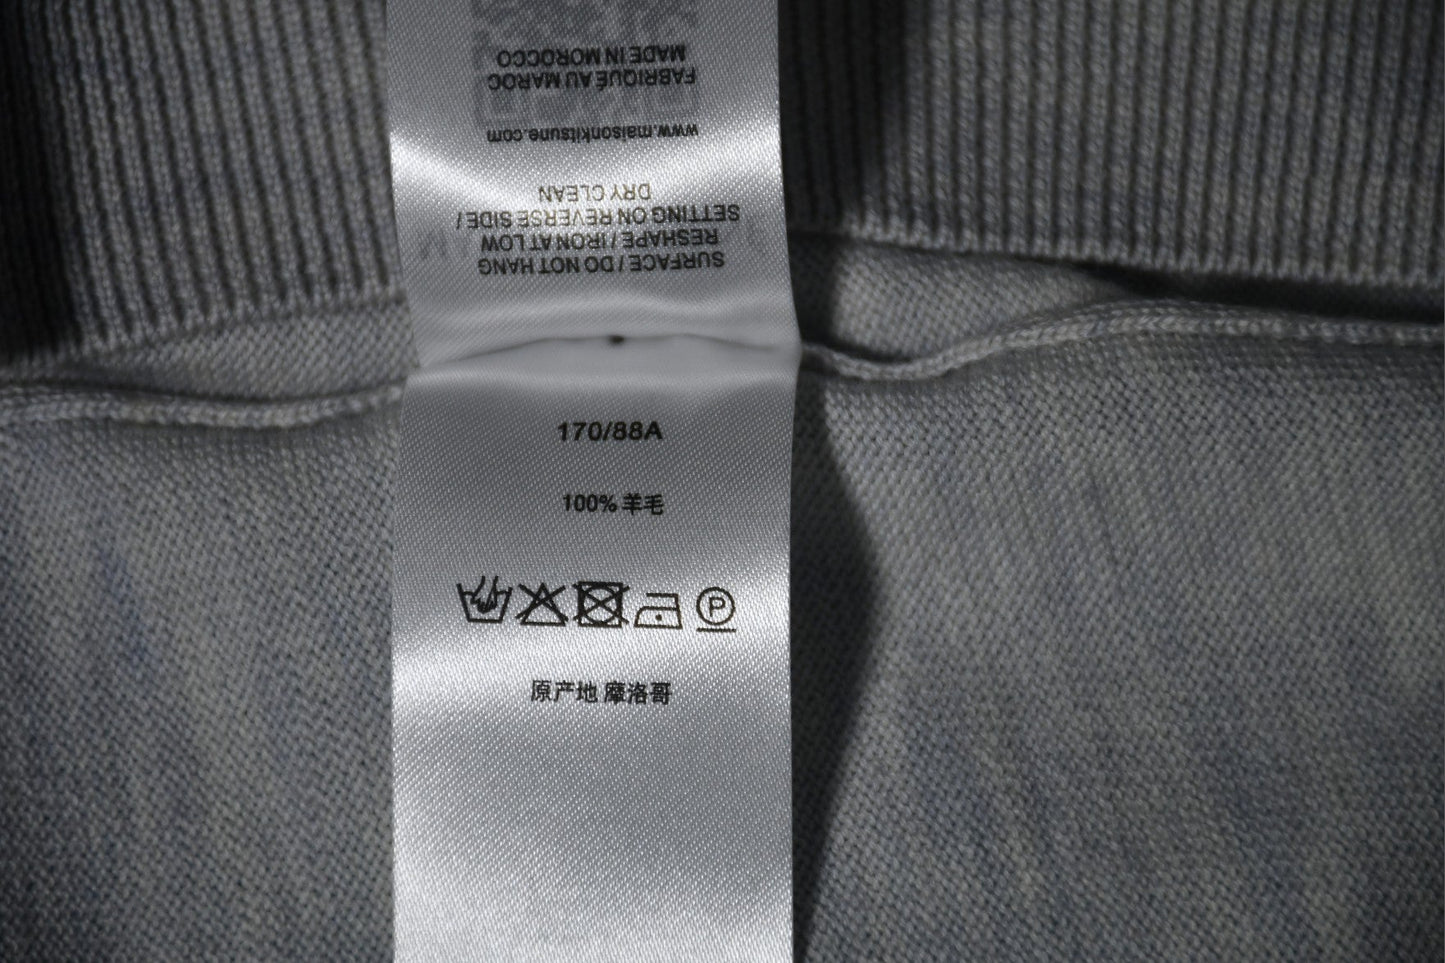 SURFACE / DO NOT HANG
RESHAPE / IRON AT LOW
SETTING ON REVERSE SIDE /
DRY CLEAN
www.maisonkitsune.com
FABRIQUÉ AU MAROC
MADE IN MOROCCO
170/88A
100% 羊毛
P
原产地 摩洛哥